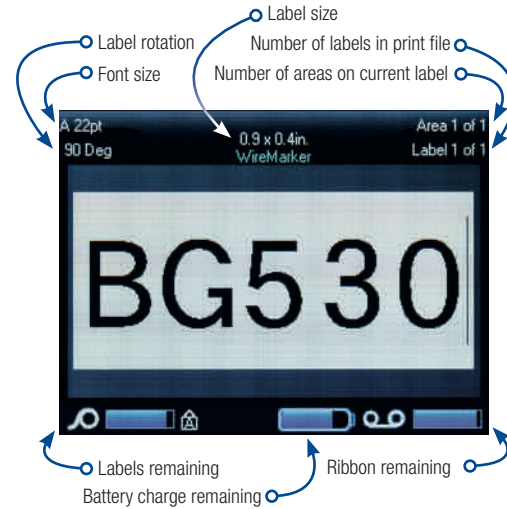 Label size
Label rotation
Number of labels in print file
Font size
Number of areas on current label
A 22pt
0.9 x 0.4in.
Area 1 of 1
90 Deg
WireMarker
Label 1 of 1
BG530
A
Labels remaining
Ribbon remaining
Battery charge remaining